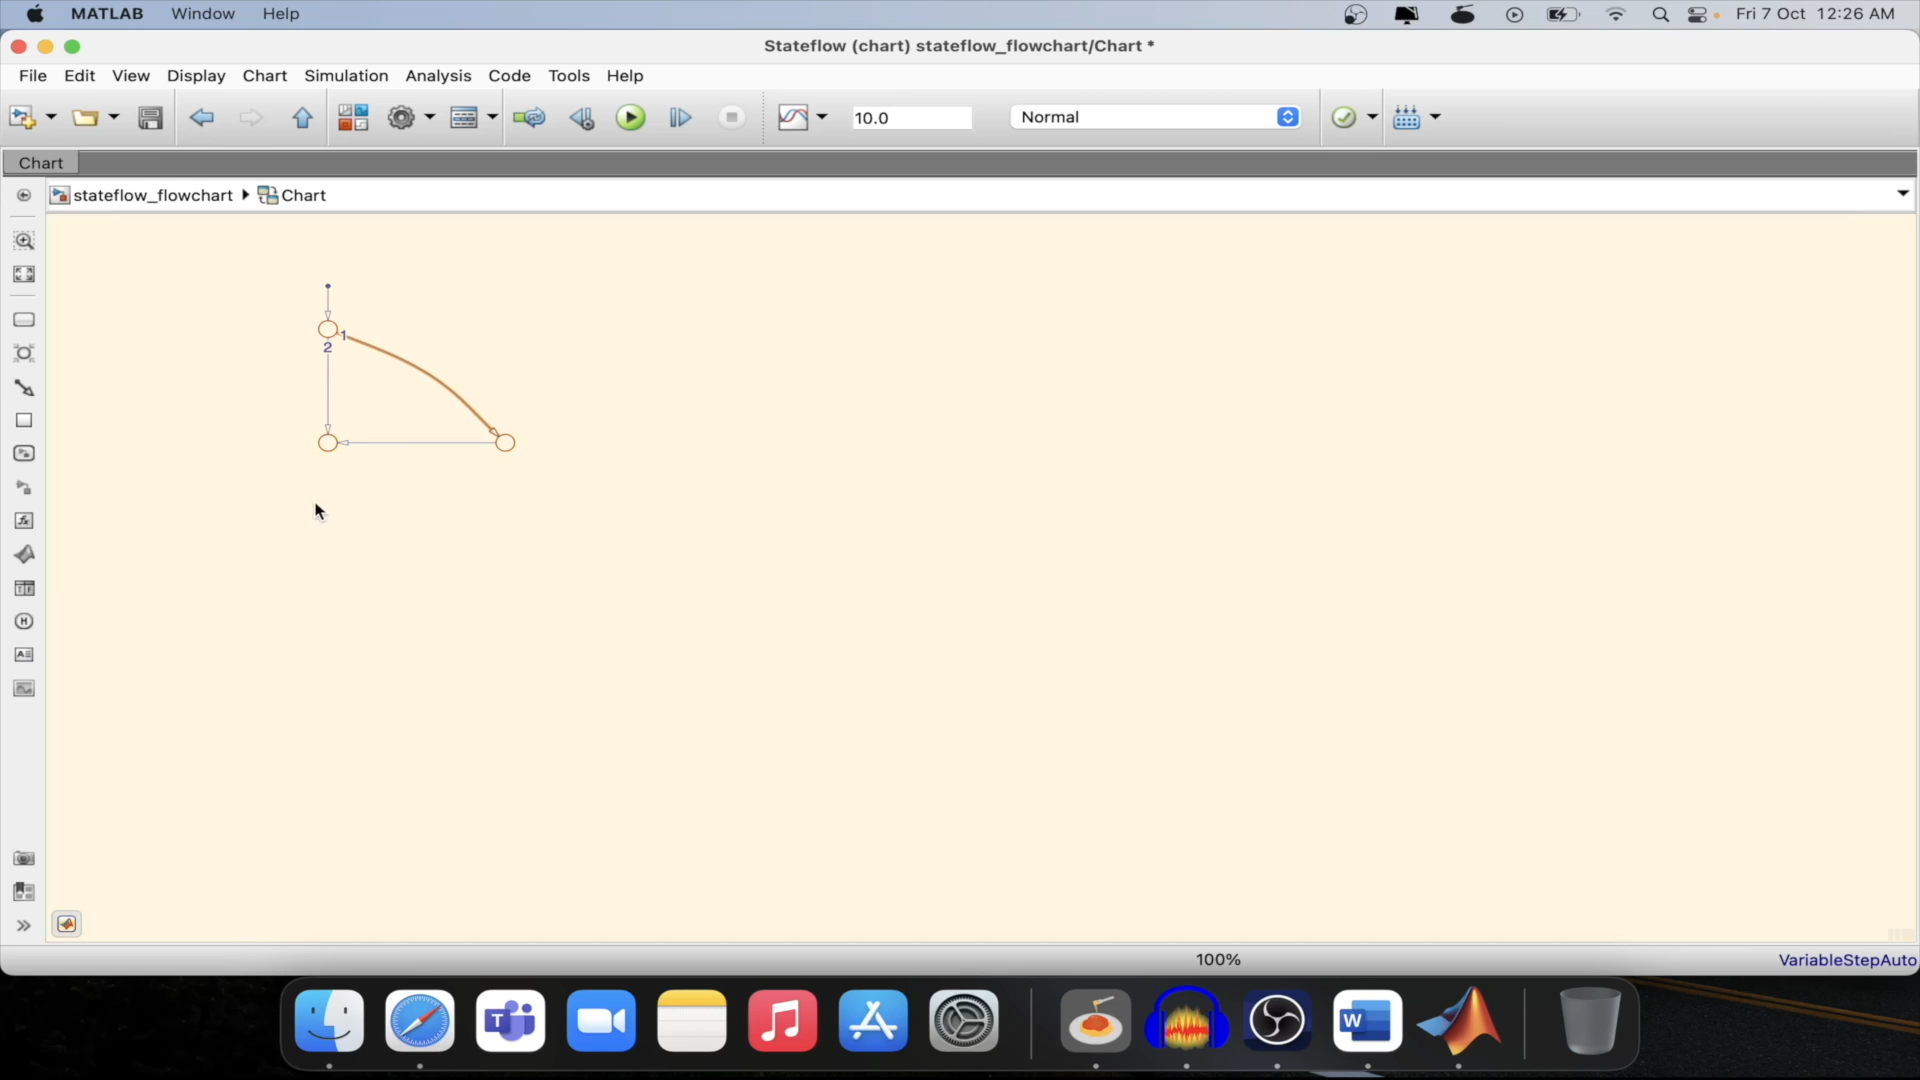 MATLAB Window Help Fri 7 Oct 12:26 AM
Stateflow (chart) stateflow_flowchart/Chart *
File Edit View Display Chart Simulation Analysis Code Tools Help
10.0 Normal
Chart
stateflow_flowchart Chart
1
2
100% VariableStepAuto